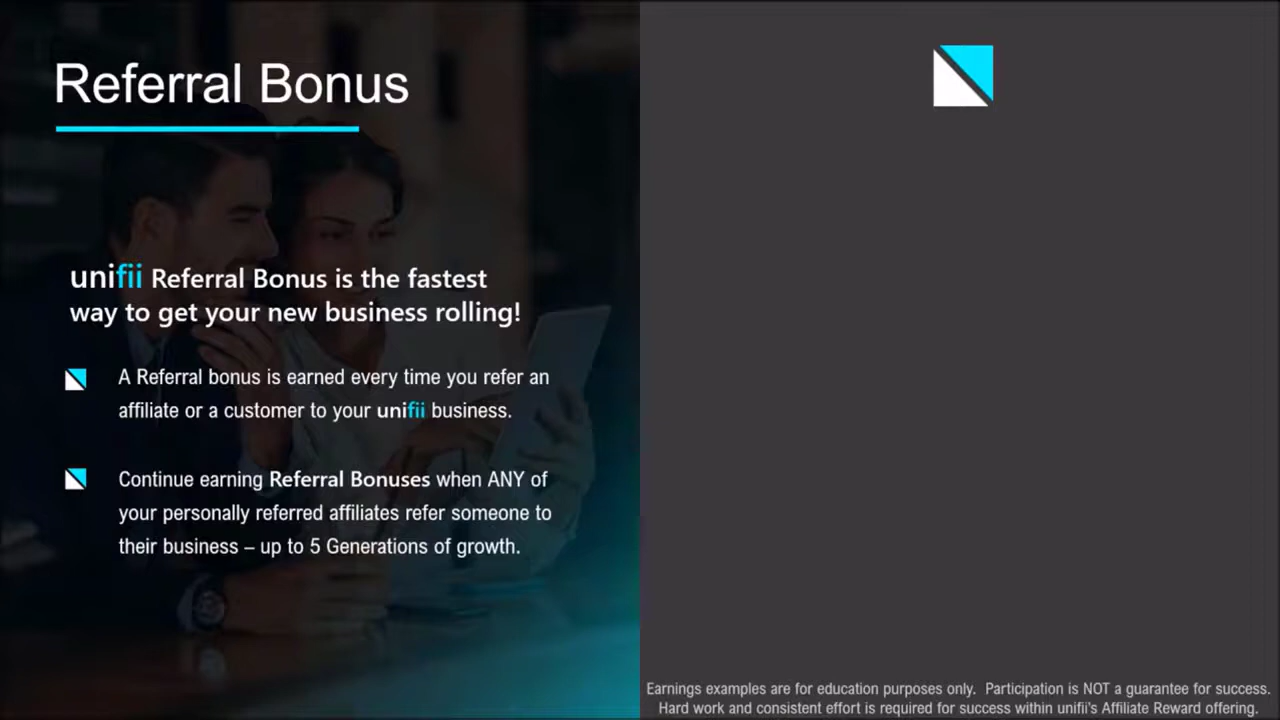 Referral Bonus
unifii Referral Bonus is the fastest
way to get your new business rolling!
A Referral bonus is earned every time you refer an
affiliate or a customer to your unifii business.
Continue earning Referral Bonuses when ANY of
your personally referred affiliates refer someone to
their business – up to 5 Generations of growth.
Earnings examples are for education purposes only.  Participation is NOT a guarantee for success.
Hard work and consistent effort is required for success within unifii's Affiliate Reward offering.